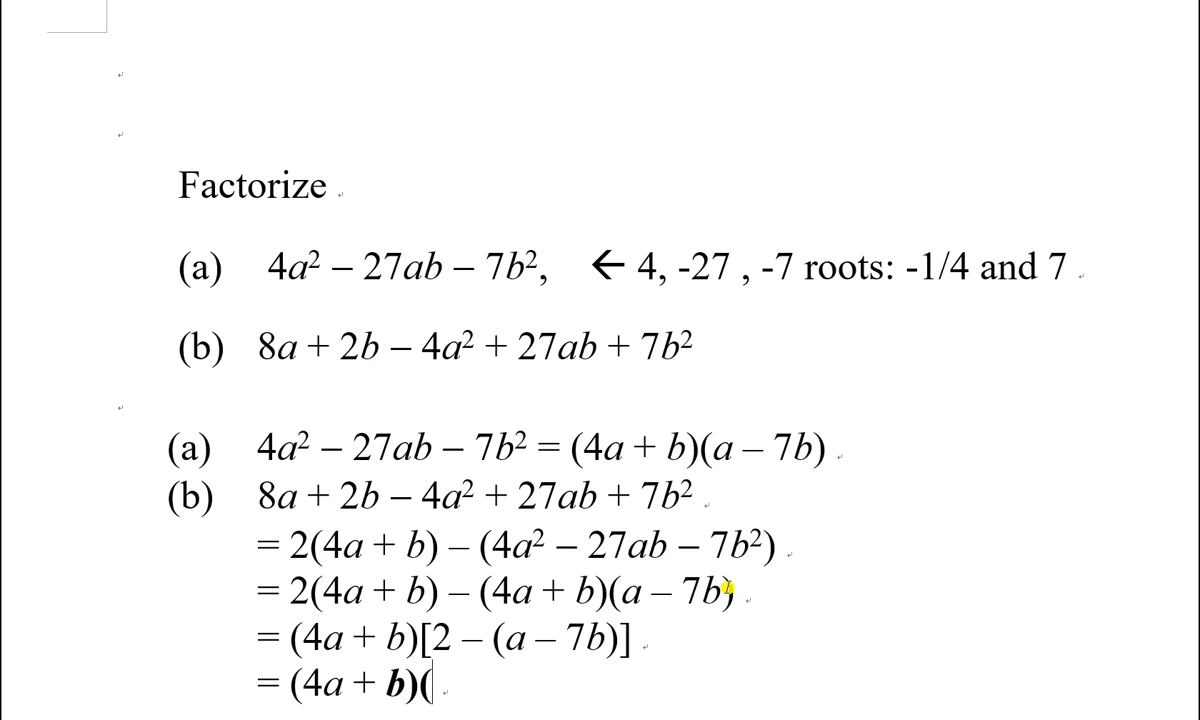 Factorize
(a) 4a² – 27ab – 7b², ← 4, -27 , -7 roots: -1/4 and 7
(b) 8a + 2b – 4a² + 27ab + 7b²
(a) 4a² – 27ab – 7b² = (4a + b)(a – 7b)
(b) 8a + 2b – 4a² + 27ab + 7b²
= 2(4a + b) – (4a² – 27ab – 7b²)
= 2(4a + b) – (4a + b)(a – 7b)
= (4a + b)[2 – (a – 7b)]
= (4a + b)(